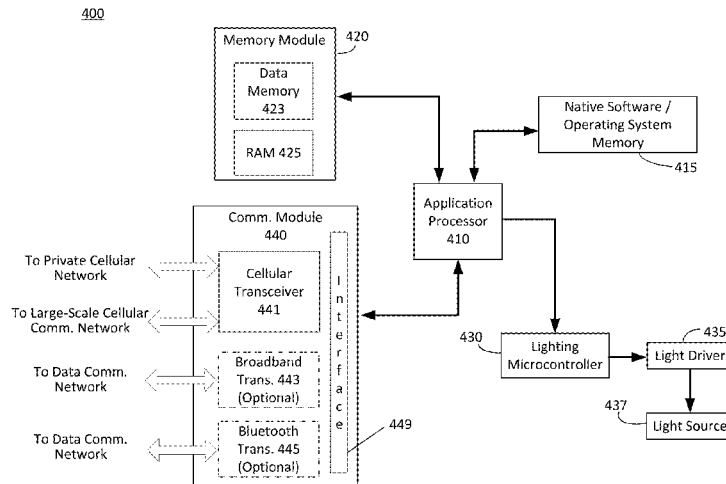 400
Memory Module
420
Data
Memory
423
RAM 425
Native Software /
Operating System
Memory
415
Application
Processor
410
Comm. Module
440
To Private Cellular
Network
Cellular
Transceiver
441
To Large-Scale Cellular
Comm. Network
Interface
To Data Comm.
Network
Broadband
Trans. 443
(Optional)
To Data Comm.
Network
Bluetooth
Trans. 445
(Optional)
449
430
Lighting
Microcontroller
435
Light Driver
437
Light Source